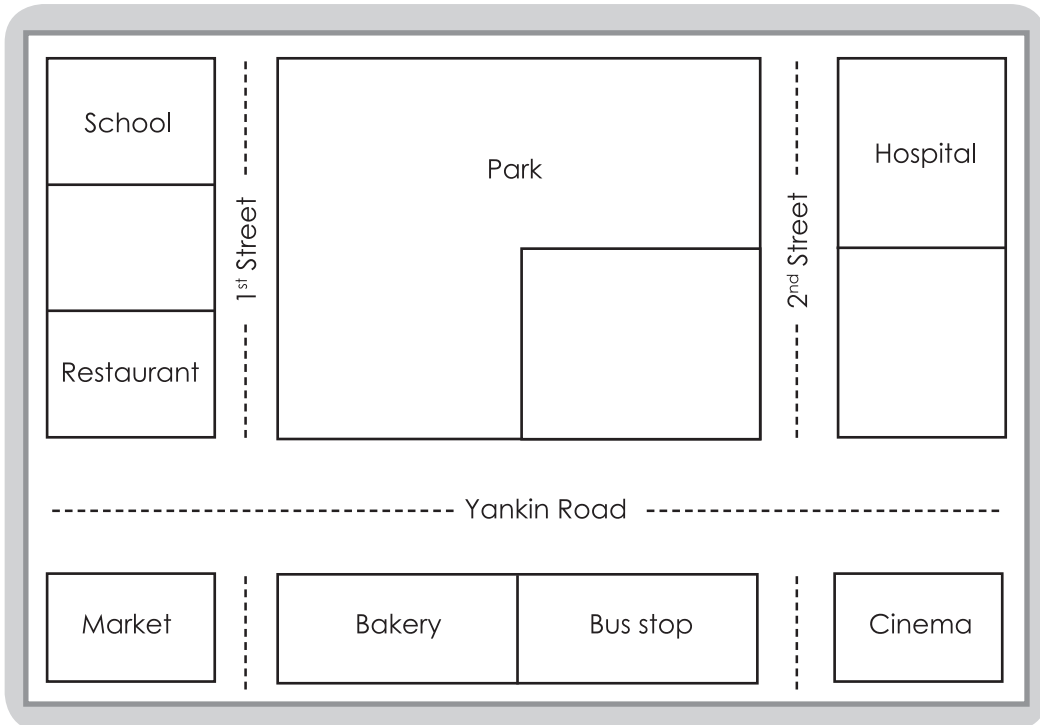 School
Park
Hospital
1st Street
2nd Street
Restaurant
Yankin Road
Market
Bakery
Bus stop
Cinema